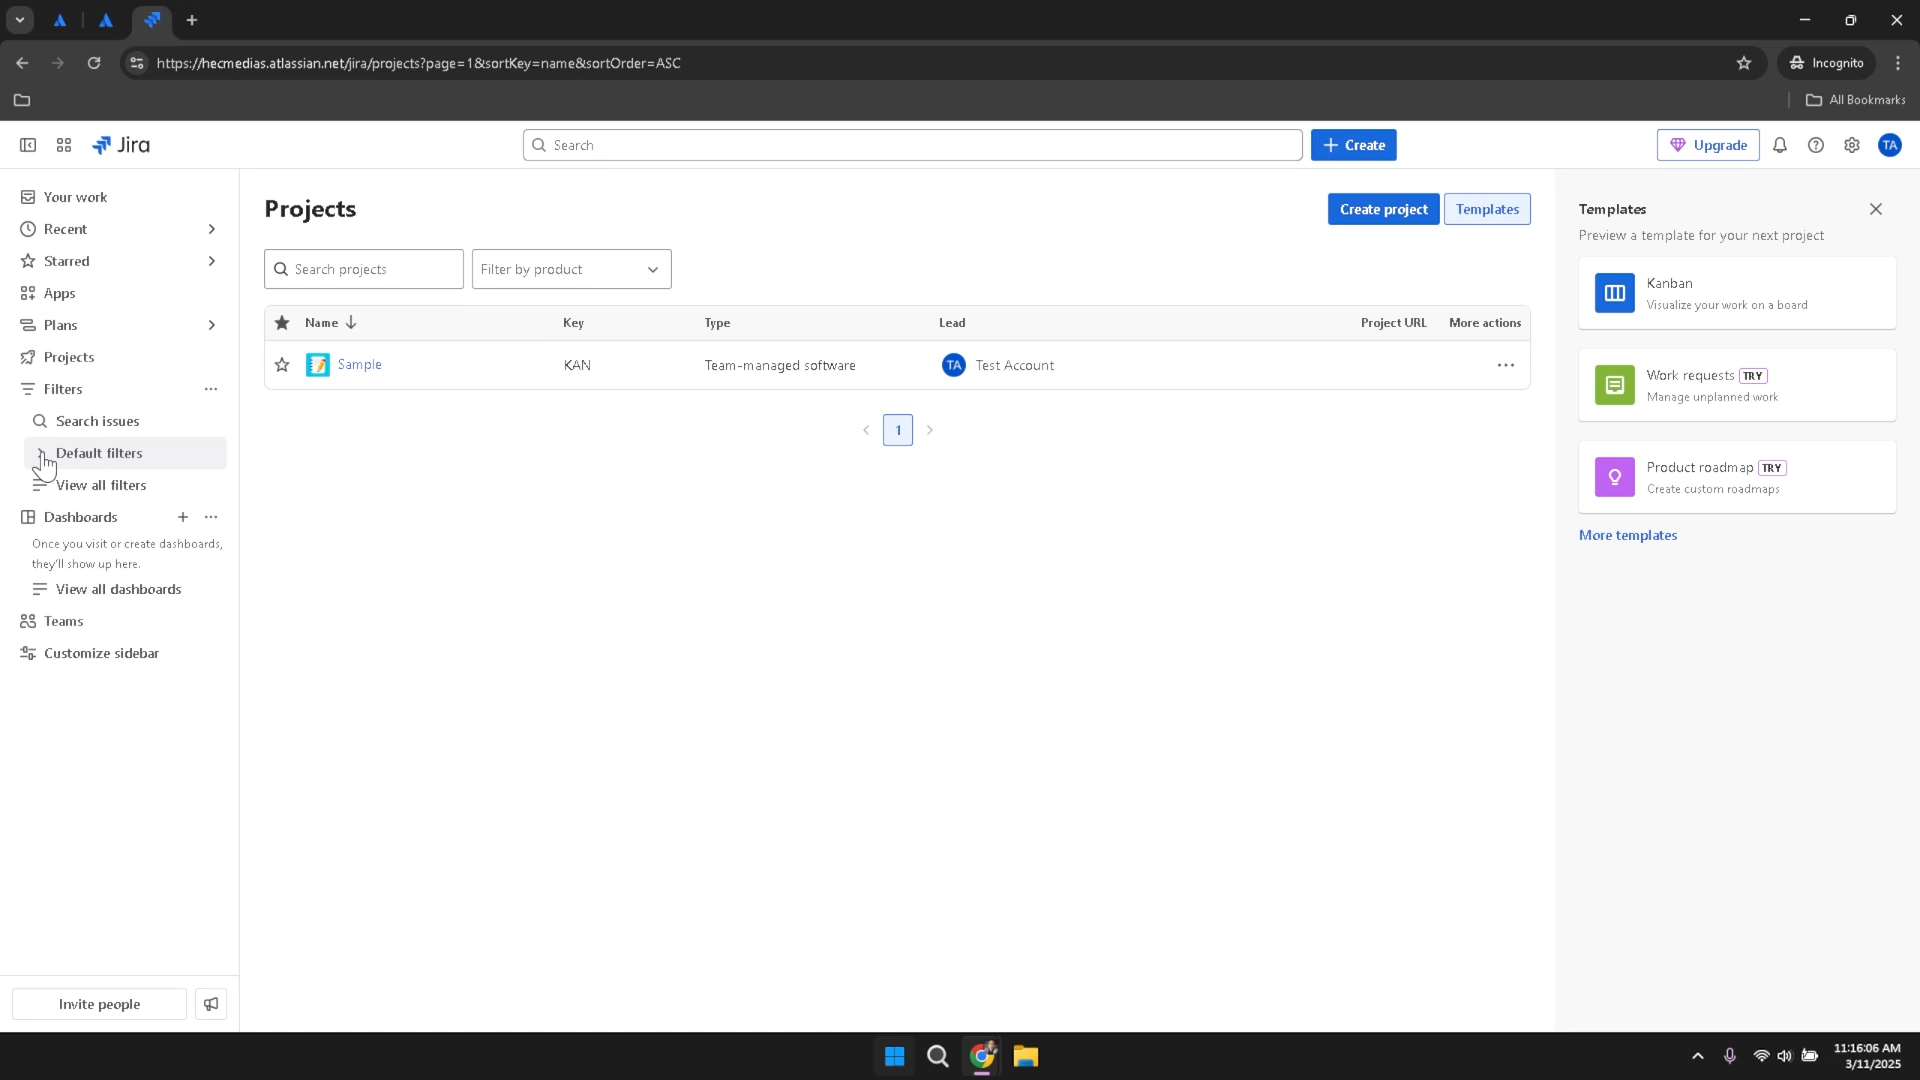 https://hecmedias.atlassian.net/jira/projects?page=1&sortKey=name&sortOrder=ASC
Incognito
All Bookmarks
Jira
Search
Create
Upgrade
TA
Your work
Recent
Starred
Apps
Plans
Projects
Filters
Search issues
Default filters
View all filters
Dashboards
Once you visit or create dashboards,
they'll show up here.
View all dashboards
Teams
Customize sidebar
Invite people
Projects
Create project
Templates
Search projects
Filter by product
Name Key Type Lead Project URL More actions
Sample KAN Team-managed software TA Test Account
1
Templates
Preview a template for your next project
Kanban
Visualize your work on a board
Work requests TRY
Manage unplanned work
Product roadmap TRY
Create custom roadmaps
More templates
11:16:06 AM
3/11/2025